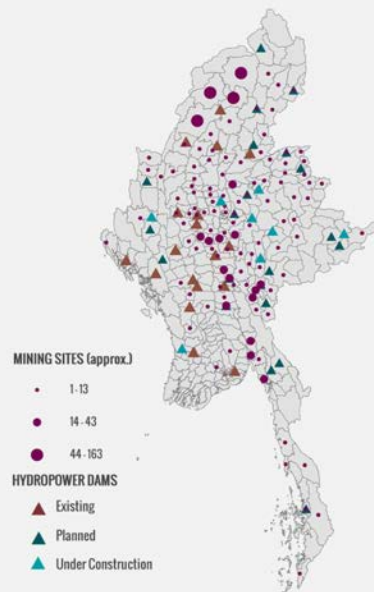 MINING SITES (approx.)
1 - 13
14 - 43
44 - 163
HYDROPOWER DAMS
Existing
Planned
Under Construction